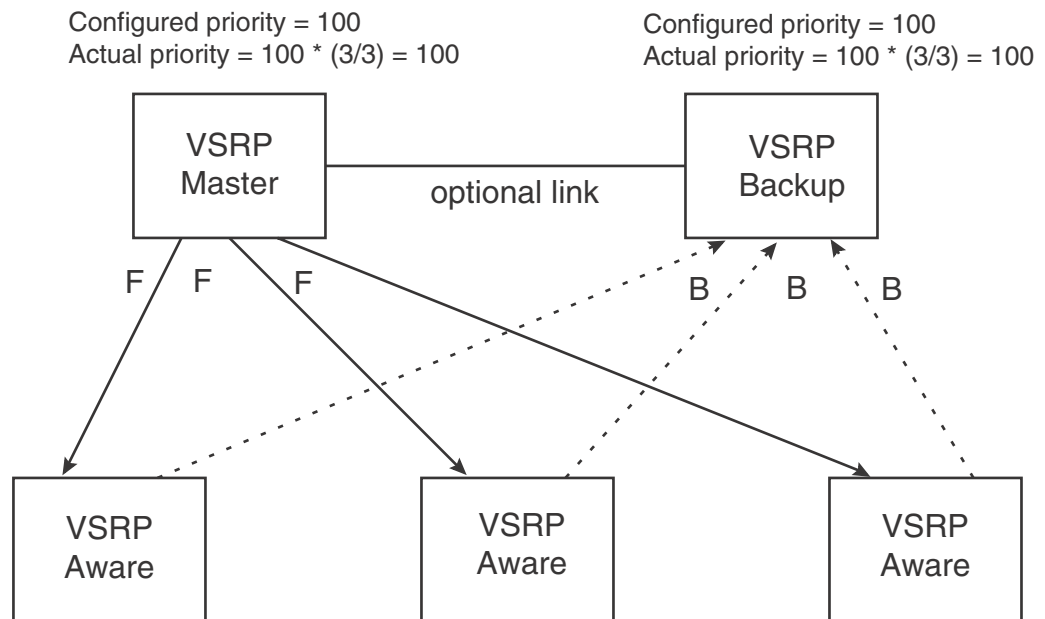 Configured priority = 100
Actual priority = 100 * (3/3) = 100
Configured priority = 100
Actual priority = 100 * (3/3) = 100
VSRP
Master
optional link
VSRP
Backup
F
F
F
B
B
B
VSRP
Aware
VSRP
Aware
VSRP
Aware